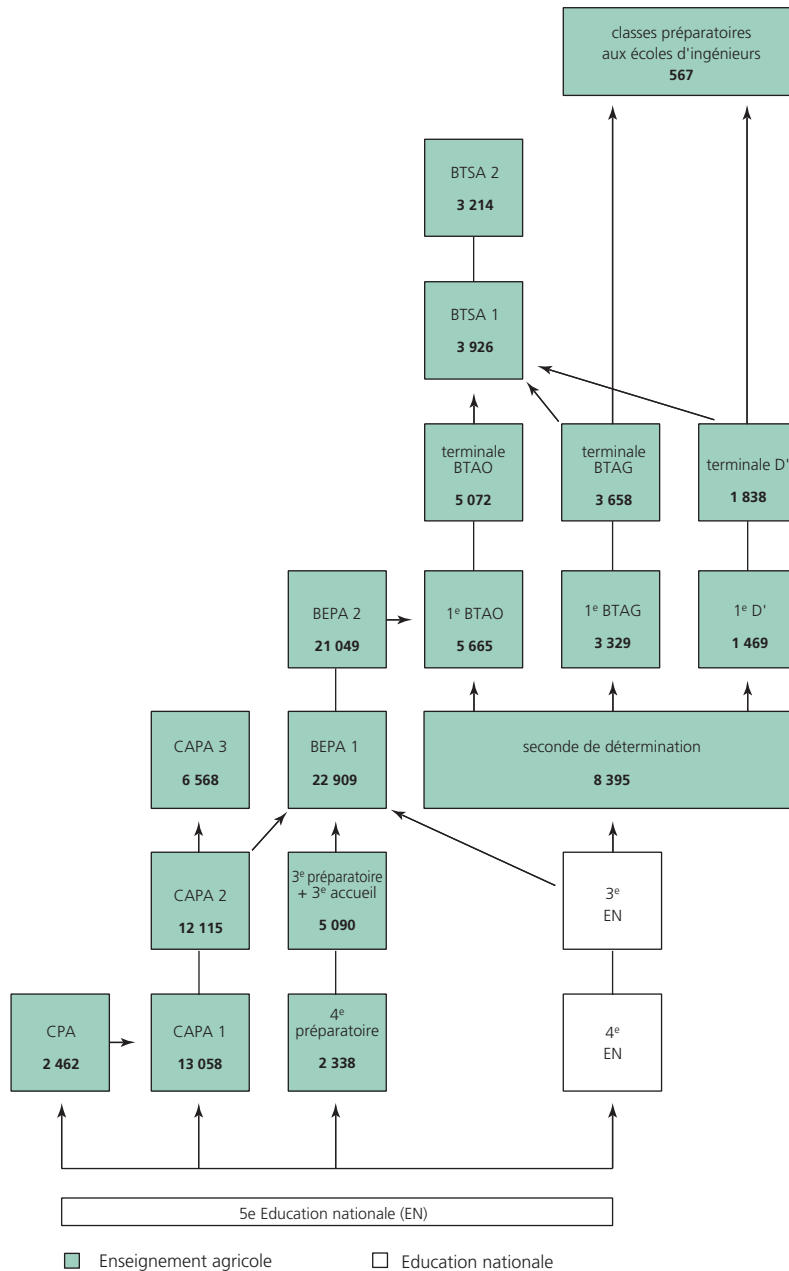 classes préparatoires
aux écoles d'ingénieurs
567
BTSA 2
3 214
BTSA 1
3 926
terminale
BTAO
5 072
terminale
BTAG
3 658
terminale D'
1 838
BEPA 2
21 049
1e BTAO
5 665
1e BTAG
3 329
1e D'
1 469
CAPA 3
6 568
BEPA 1
22 909
seconde de détermination
8 395
CAPA 2
12 115
3e préparatoire
+ 3e accueil
5 090
3e
EN
CPA
2 462
CAPA 1
13 058
4e
préparatoire
2 338
4e
EN
5e Education nationale (EN)
Enseignement agricole
Education nationale